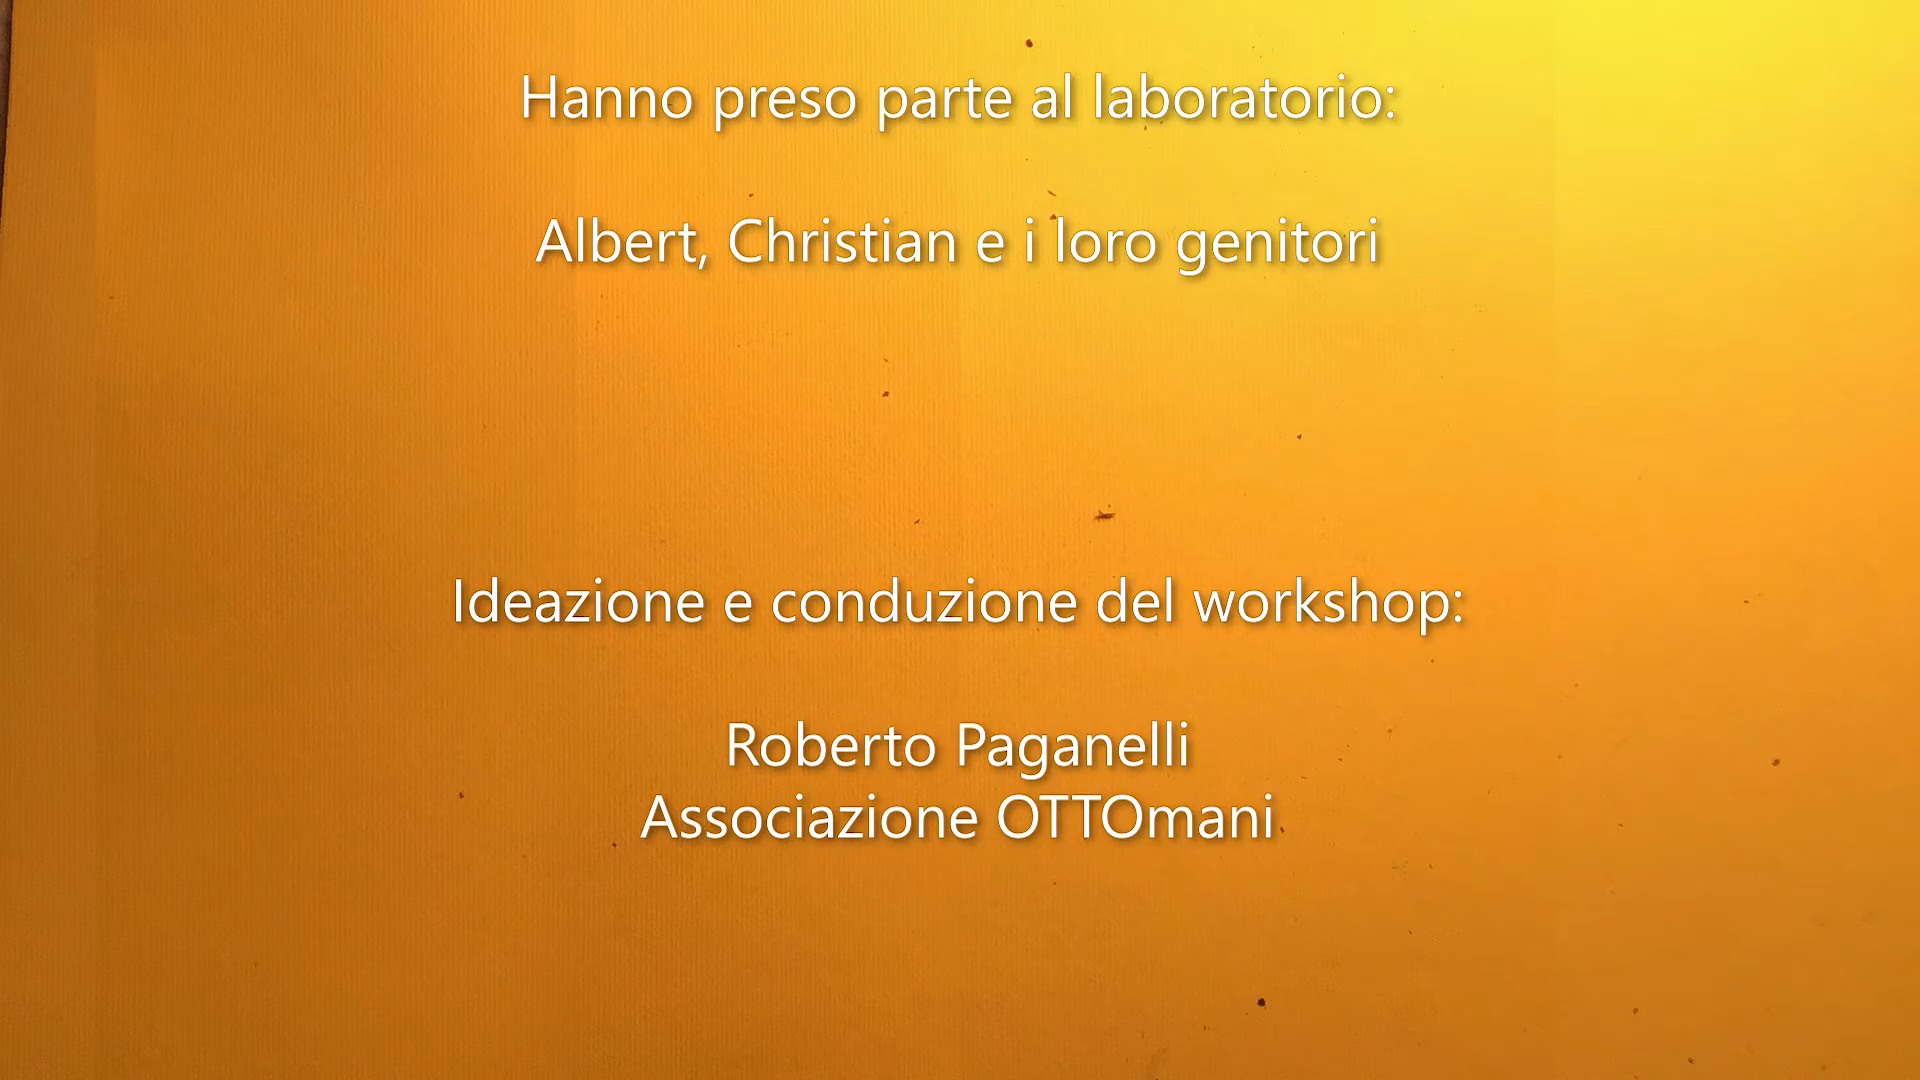 Hanno preso parte al laboratorio:
Albert, Christian e i loro genitori
Ideazione e conduzione del workshop:
Roberto Paganelli
Associazione OTTOmani